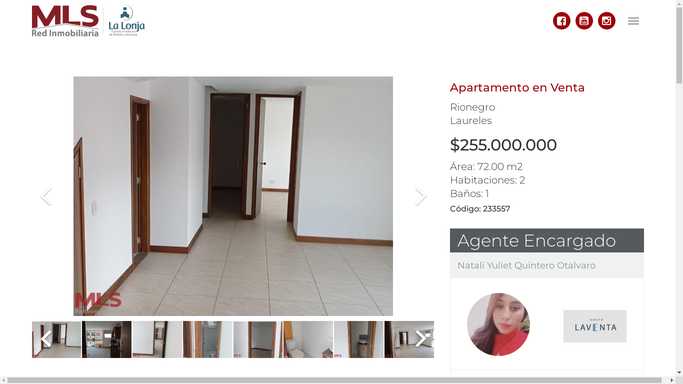 MLS
Red Inmobiliaria
La Lonja
Apartamento en Venta
Rionegro
Laureles
$255.000.000
Área: 72.00 m2
Habitaciones: 2
Baños: 1
Código: 233557
Agente Encargado
Natali Yuliet Quintero Otalvaro
MLS
GRUPO
LAVENTA